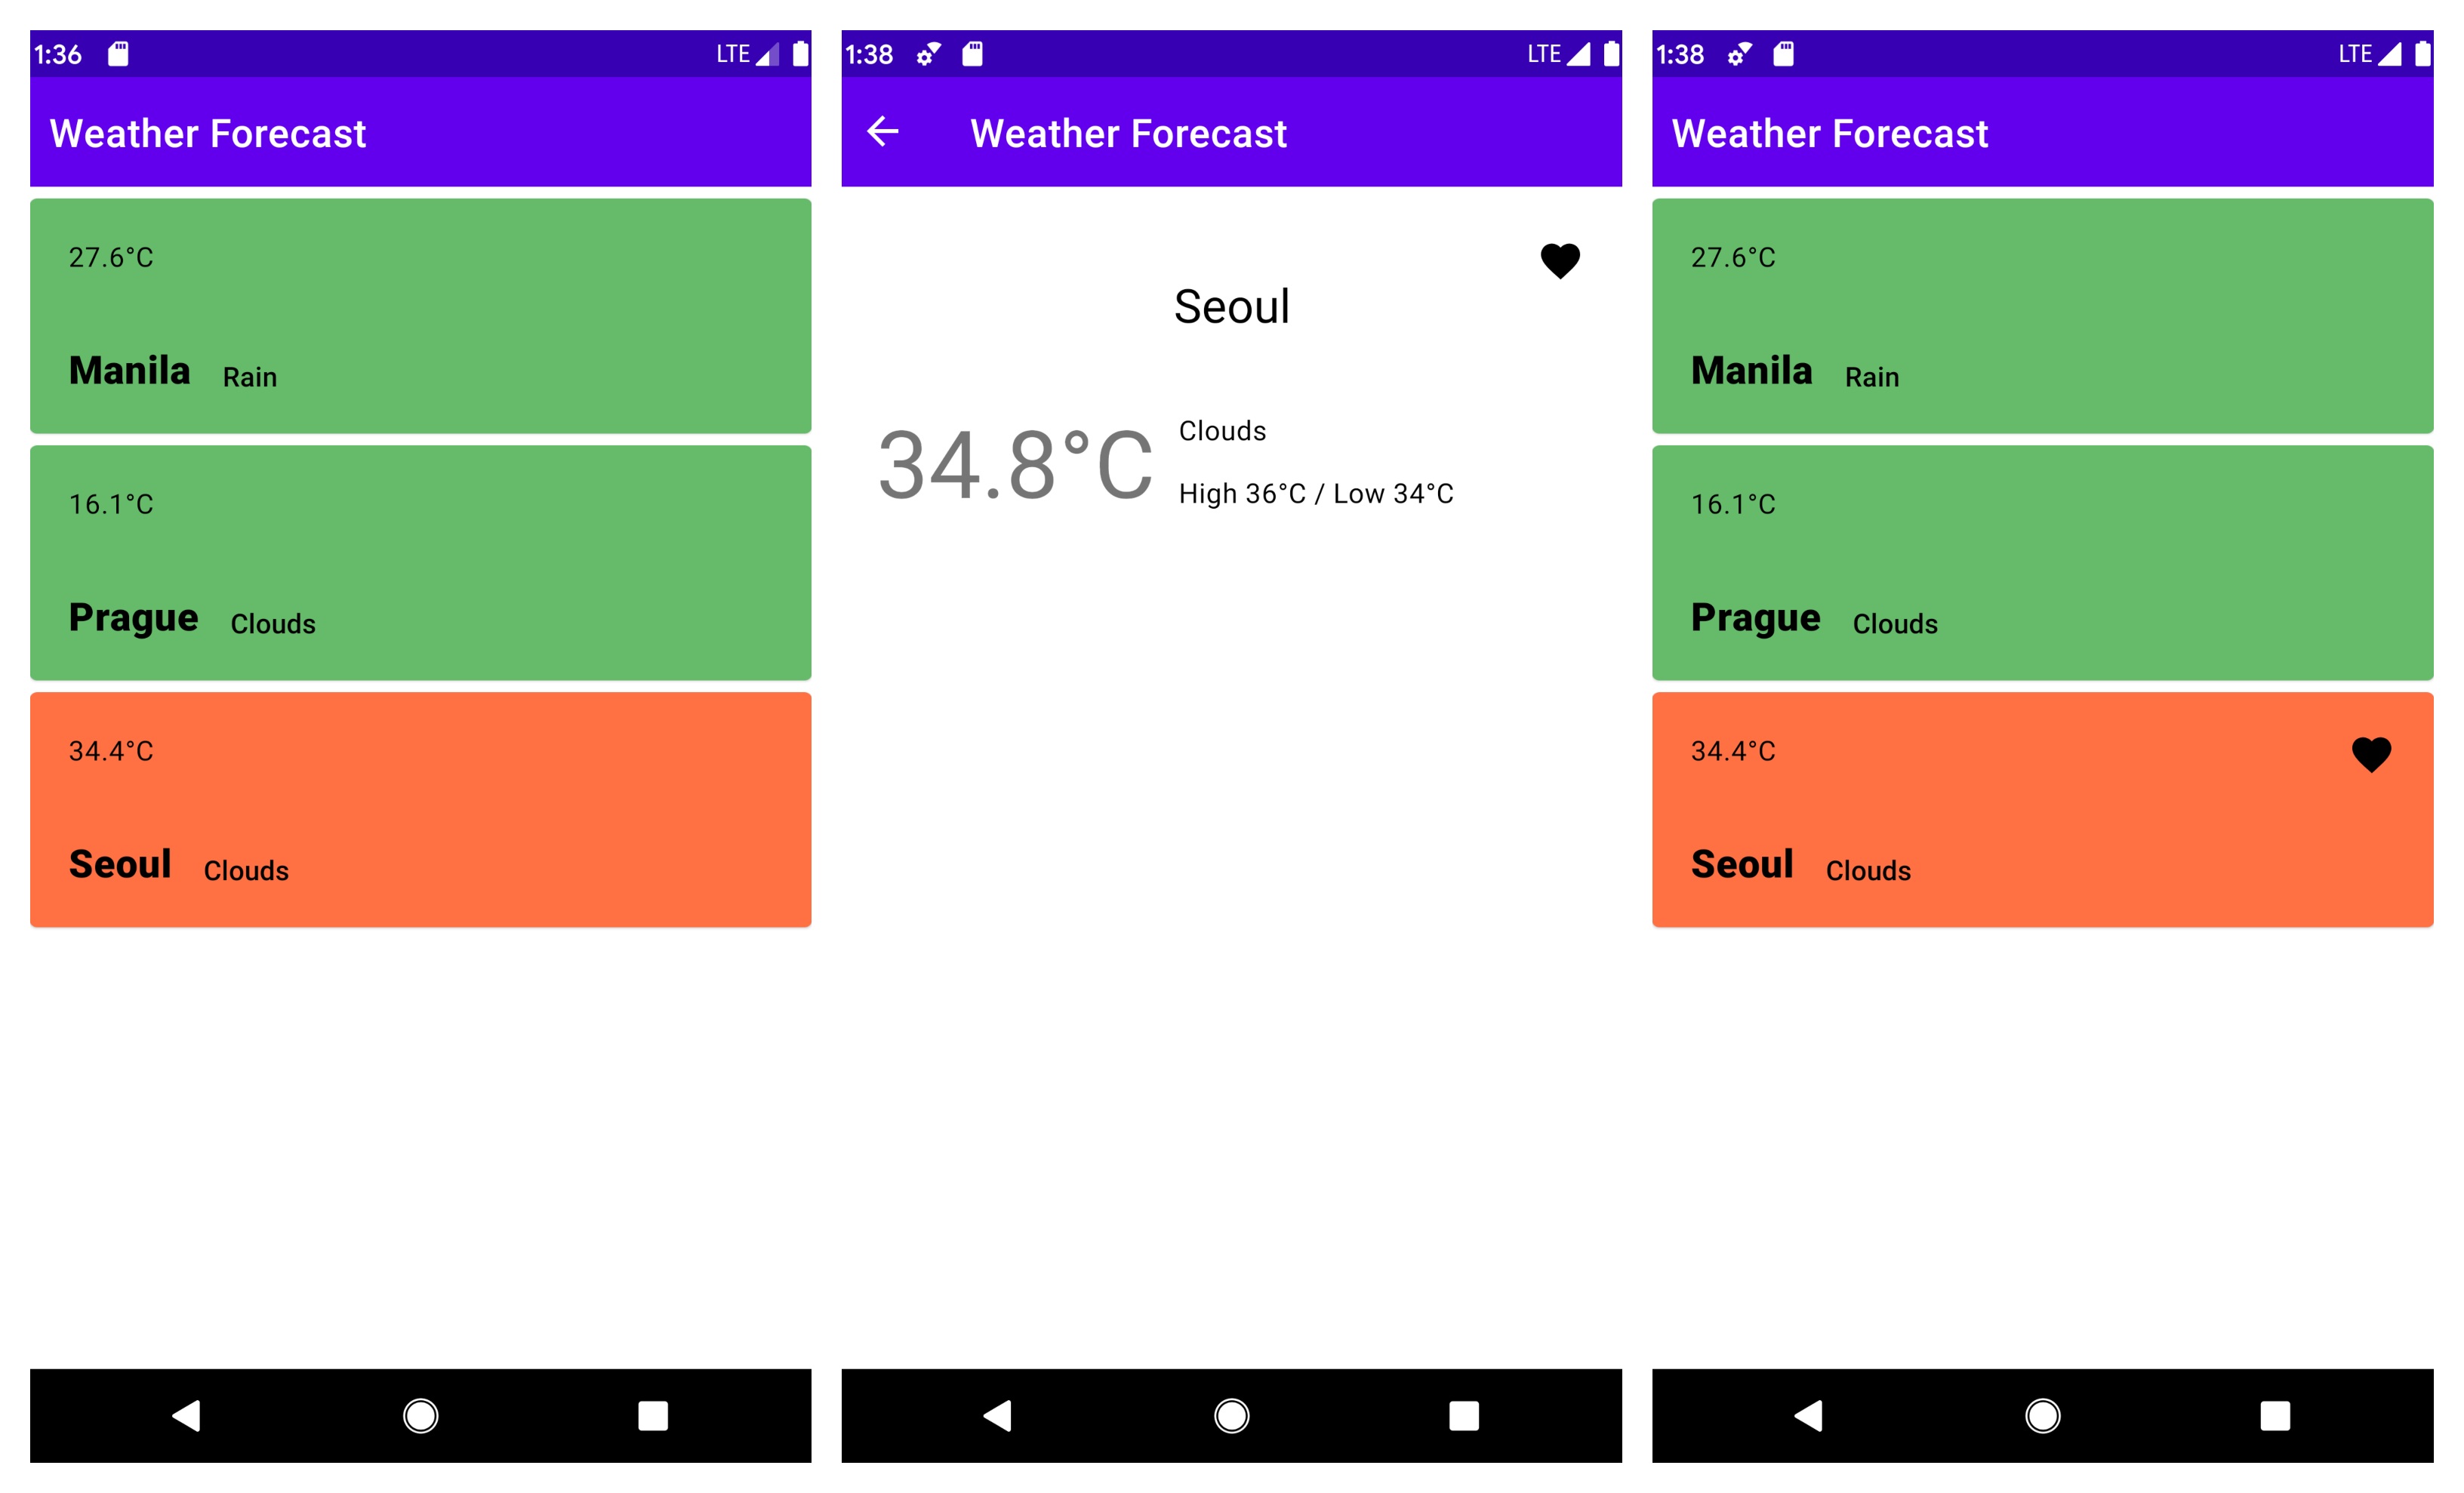 1:36 LTE
Weather Forecast
27.6°C
Manila Rain
16.1°C
Prague Clouds
34.4°C
Seoul Clouds
1:38 LTE
Weather Forecast
Seoul
34.8°C
Clouds
High 36°C / Low 34°C
1:38 LTE
Weather Forecast
27.6°C
Manila Rain
16.1°C
Prague Clouds
34.4°C
Seoul Clouds